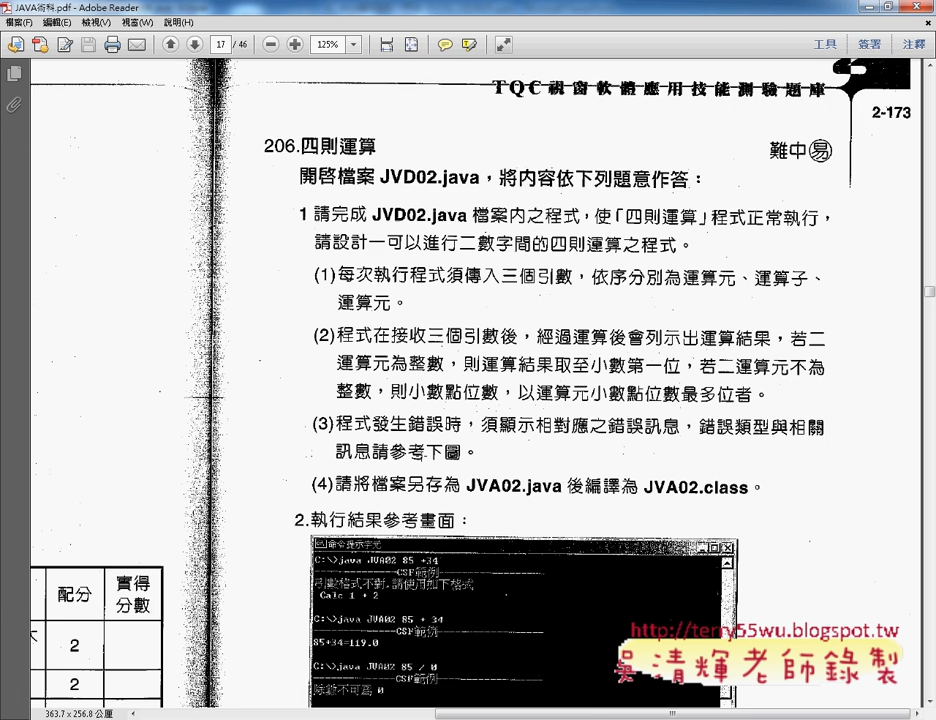 JAVA術科.pdf - Adobe Reader
檔案(F) 編輯(E) 檢視(V) 視窗(W) 說明(H)
17 / 46 125% 工具 簽署 注釋
TQC視窗軟體應用技能測驗題庫
2-173
206.四則運算 難中易
開啓檔案 JVD02.java，將內容依下列題意作答：
1 請完成 JVD02.java 檔案內之程式，使「四則運算」程式正常執行，
請設計一可以進行二數字間的四則運算之程式。
(1)每次執行程式須傳入三個引數，依序分別為運算元、運算子、
運算元。
(2)程式在接收三個引數後，經過運算後會列示出運算結果，若二
運算元為整數，則運算結果取至小數第一位，若二運算元不為
整數，則小數點位數，以運算元小數點位數最多位者。
(3)程式發生錯誤時，須顯示相對應之錯誤訊息，錯誤類型與相關
訊息請參考下圖。
(4)請將檔案另存為 JVA02.java 後編譯為 JVA02.class。
2.執行結果參考畫面：
命令提示字元
C:\>java JVA02 85 +34
CSF範例
引數格式不對,請使用如下格式
Calc 1 + 2
C:\>java JVA02 85 + 34
CSF範例
85+34=119.0
C:\>java JVA02 85 / 0
CSF範例
除數不可為 0
配分 實得
分數
2
2
http://terry55wu.blogspot.tw
吳清輝老師錄製
363.7 x 256.8 公厘